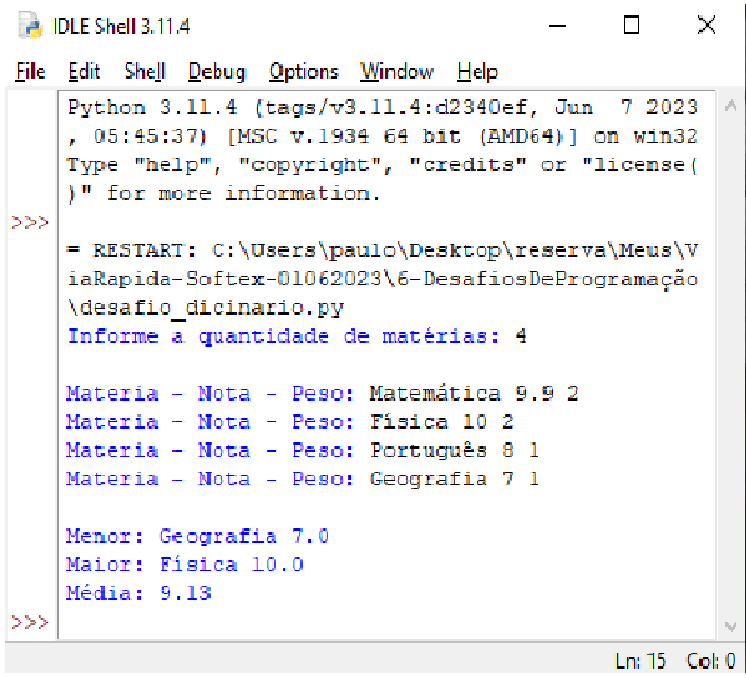 IDLE Shell 3.11.4
File Edit Shell Debug Options Window Help
Python 3.11.4 (tags/v3.11.4:d2340ef, Jun 7 2023
, 05:45:37) [MSC v.1934 64 bit (AMD64)] on win32
Type "help", "copyright", "credits" or "license(
)" for more information.
>>>
= RESTART: C:\Users\paulo\Desktop\reserva\Meus\V
iaRapida-Softex-01062023\6-DesafiosDeProgramação
\desafio_dicinario.py
Informe a quantidade de matérias: 4
Materia - Nota - Peso: Matemática 9.9 2
Materia - Nota - Peso: Física 10 2
Materia - Nota - Peso: Português 8 1
Materia - Nota - Peso: Geografia 7 1
Menor: Geografia 7.0
Maior: Física 10.0
Média: 9.13
>>>
Ln: 15 Col: 0